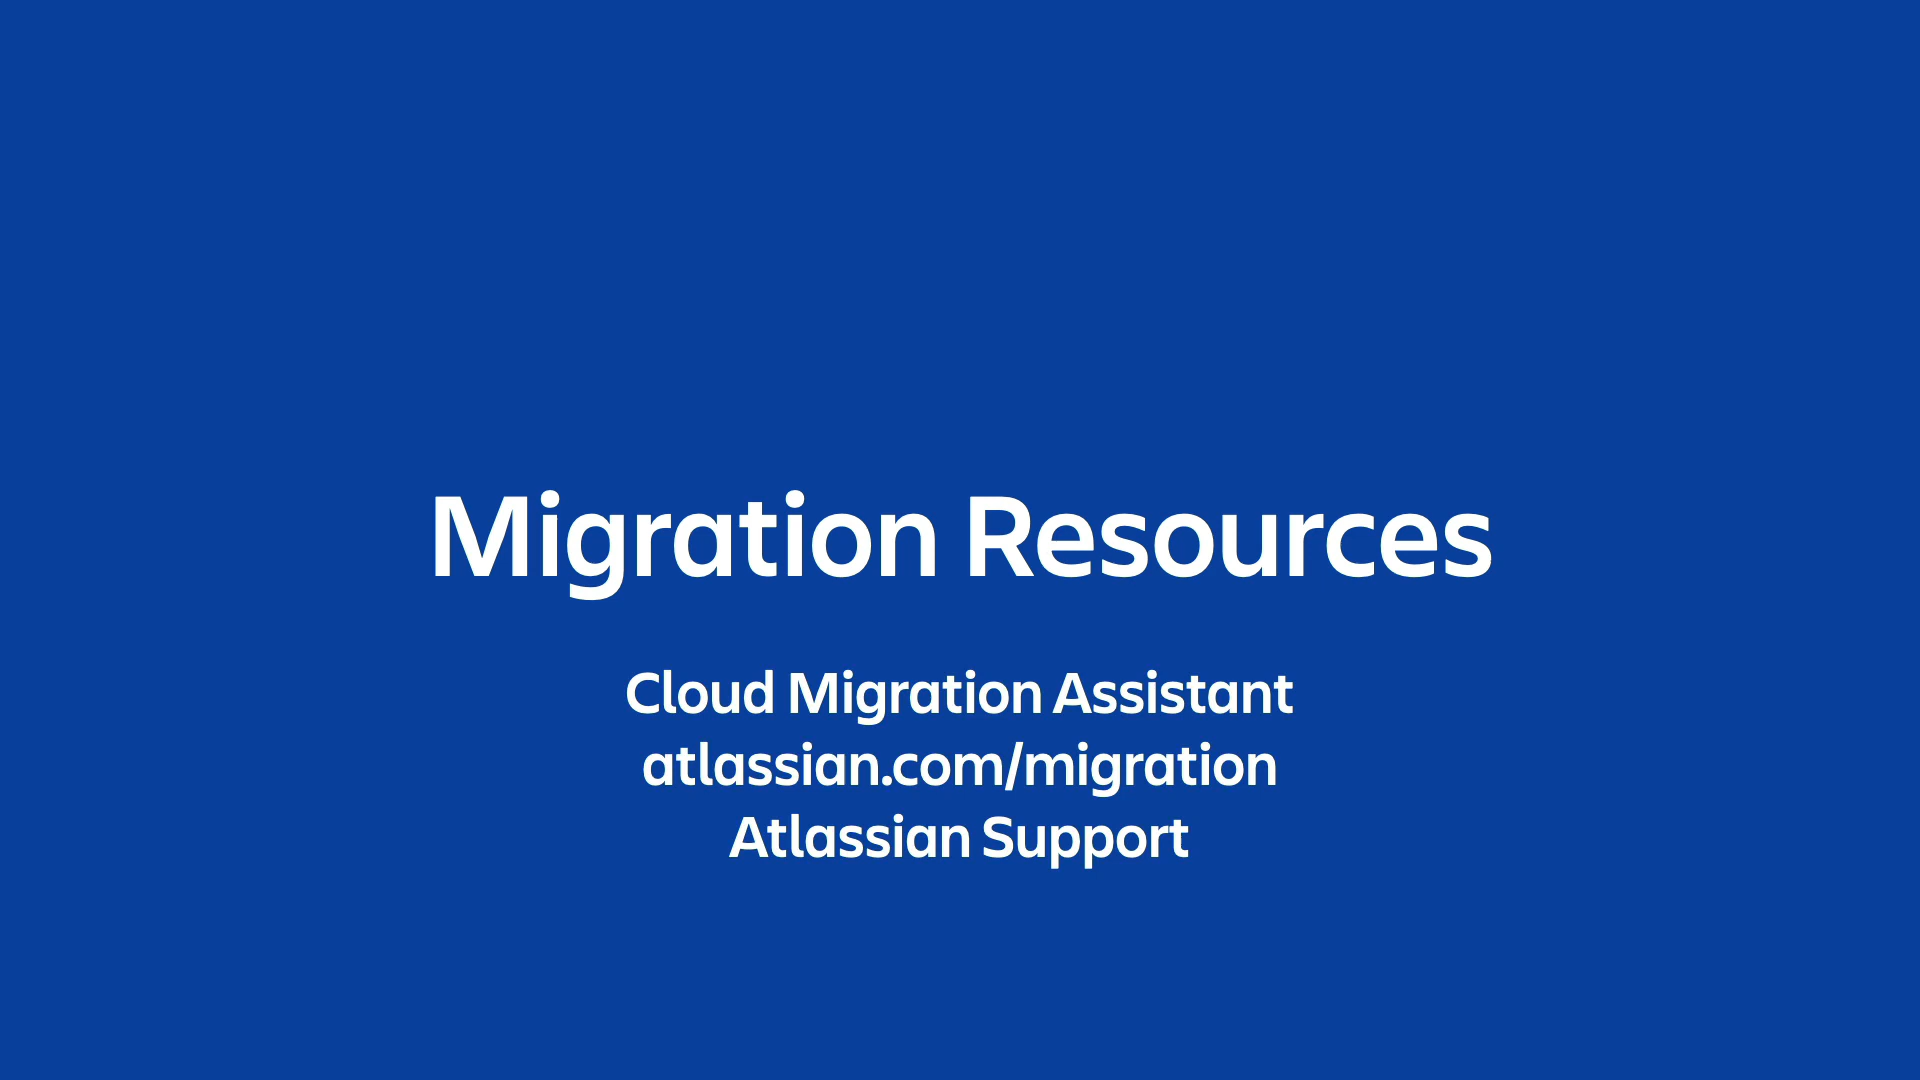 Migration Resources
Cloud Migration Assistant
atlassian.com/migration
Atlassian Support